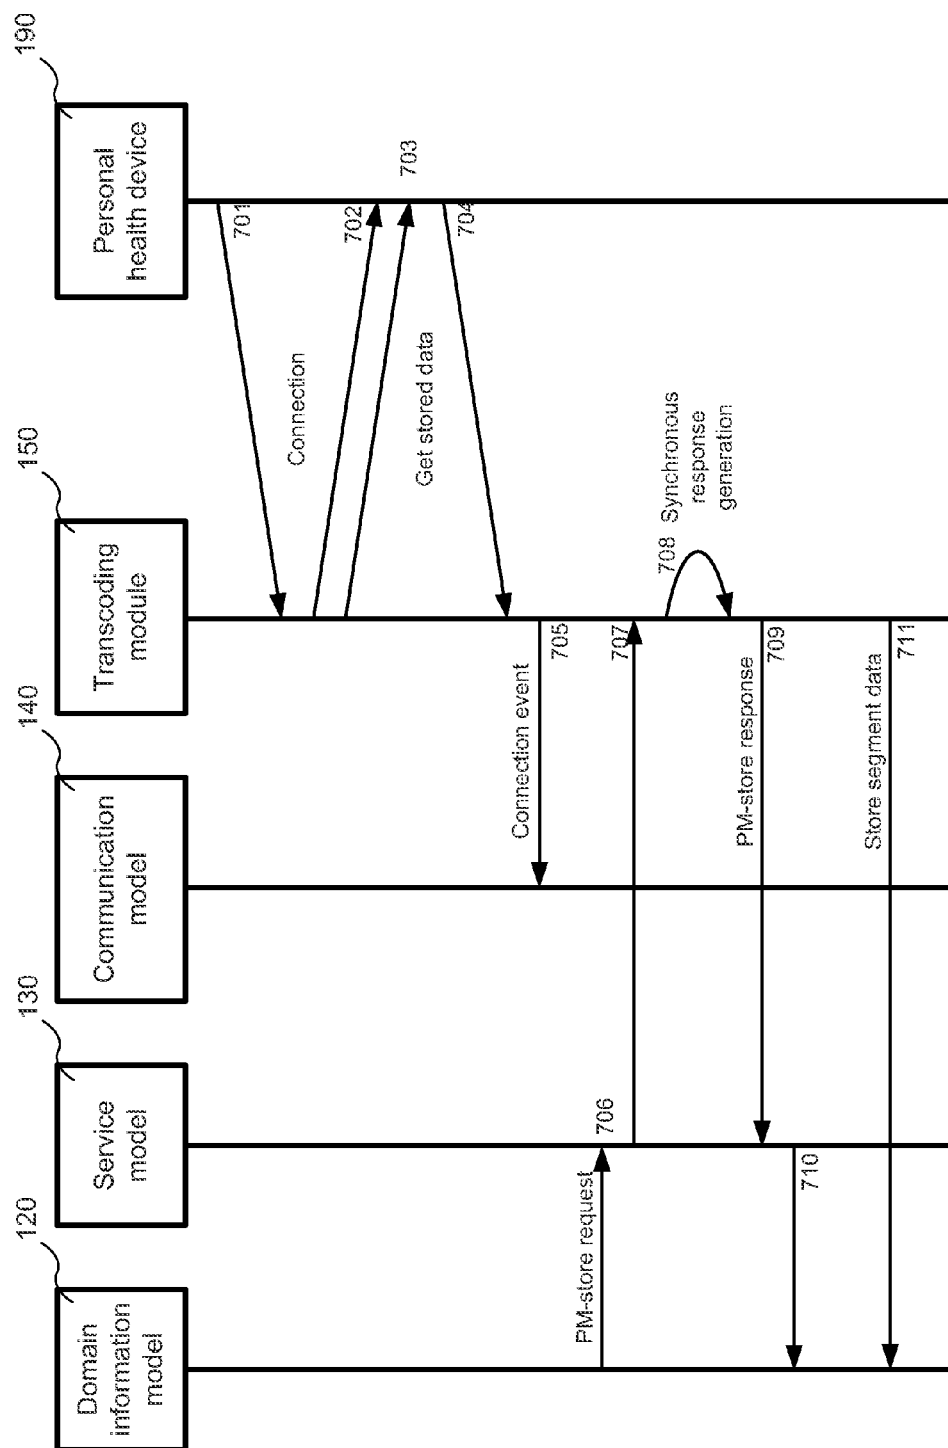 120
130
140
150
190
Domain
information
model
Service
model
Communication
model
Transcoding
module
Personal
health device
701
Connection
702
703
Get stored data
704
Connection event
705
PM-store request
706
707
708 Synchronous
response
generation
PM-store response
709
710
Store segment data
711